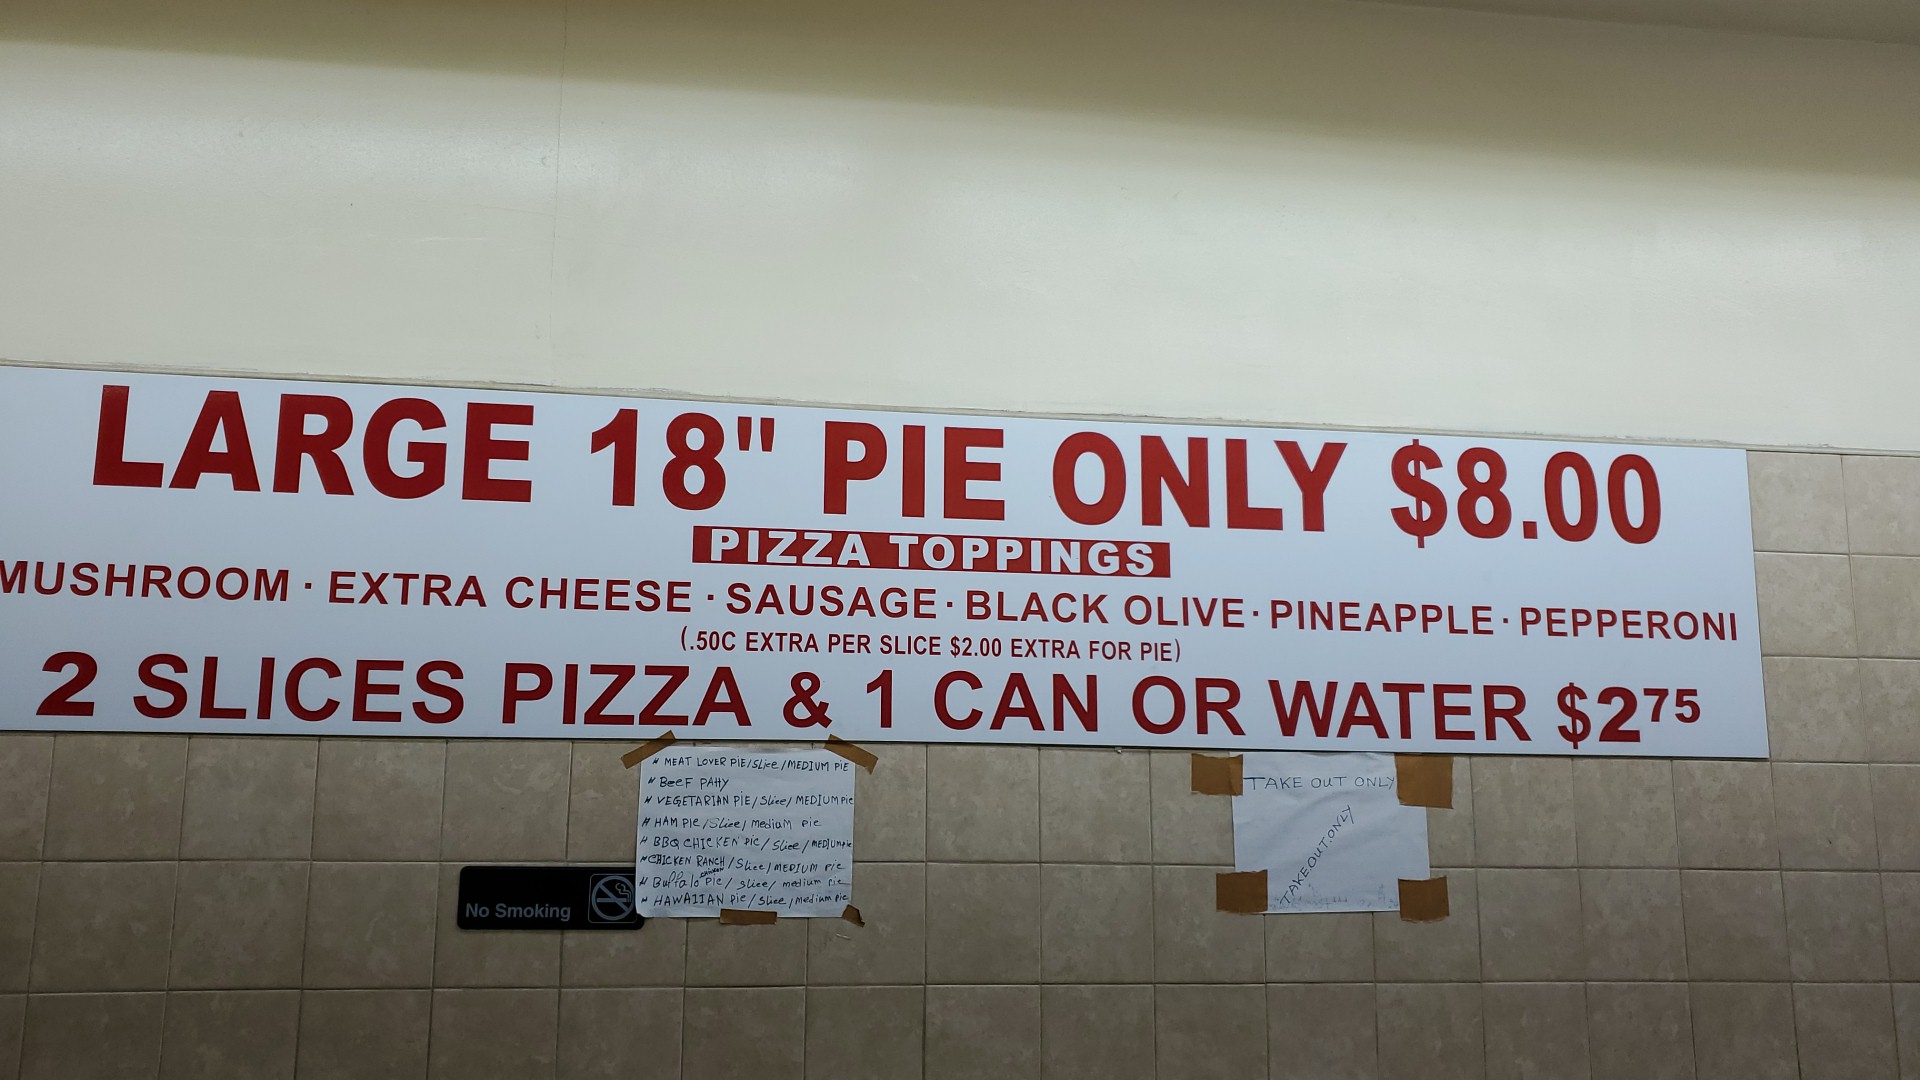 LARGE 18" PIE ONLY $8.00
PIZZA TOPPINGS
MUSHROOM · EXTRA CHEESE · SAUSAGE · BLACK OLIVE · PINEAPPLE · PEPPERONI
(.50C EXTRA PER SLICE $2.00 EXTRA FOR PIE)
2 SLICES PIZZA & 1 CAN OR WATER $275
MEAT LOVER PIE/Slice/MEDIUM PIE
BeeF PAtty
VEGETARIAN PIE/Slice/MEDIUM PIE
HAM PIE/Slice/medium pie
BBQ CHICKEN PIC/Slice/MEDIUM PIE
CHICKEN RANCH/Slice/MEDIUM PIE
Buffalo chicken Pie/slice/medium pie
HAWAIIAN Pie/Slice/Medium Pie
TAKE OUT ONLY
TAKEOUT.ONLY
No Smoking